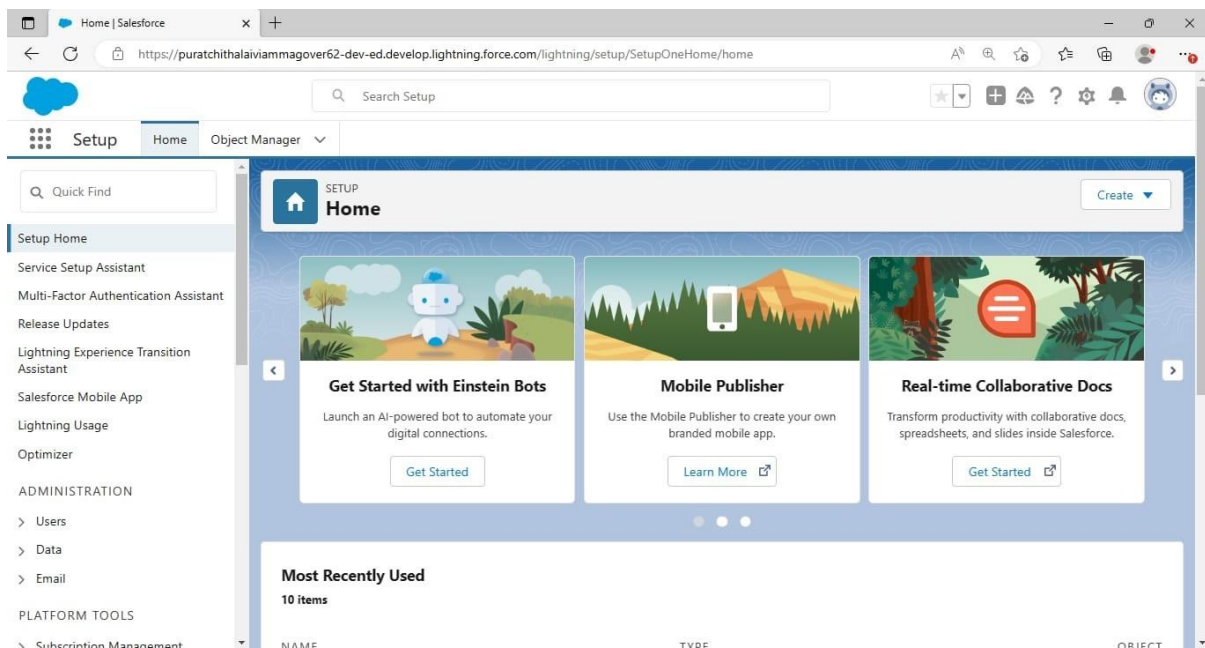 Home | Salesforce
https://puratchithalaiviammagover62-dev-ed.develop.lightning.force.com/lightning/setup/SetupOneHome/home
Search Setup
Setup
Home
Object Manager
Quick Find
Setup Home
Service Setup Assistant
Multi-Factor Authentication Assistant
Release Updates
Lightning Experience Transition
Assistant
Salesforce Mobile App
Lightning Usage
Optimizer
ADMINISTRATION
Users
Data
Email
PLATFORM TOOLS
Subscription Management
SETUP
Home
Create
Get Started with Einstein Bots
Launch an AI-powered bot to automate your
digital connections.
Get Started
Mobile Publisher
Use the Mobile Publisher to create your own
branded mobile app.
Learn More
Real-time Collaborative Docs
Transform productivity with collaborative docs,
spreadsheets, and slides inside Salesforce.
Get Started
Most Recently Used
10 items
NAME
TYPE
OBJECT